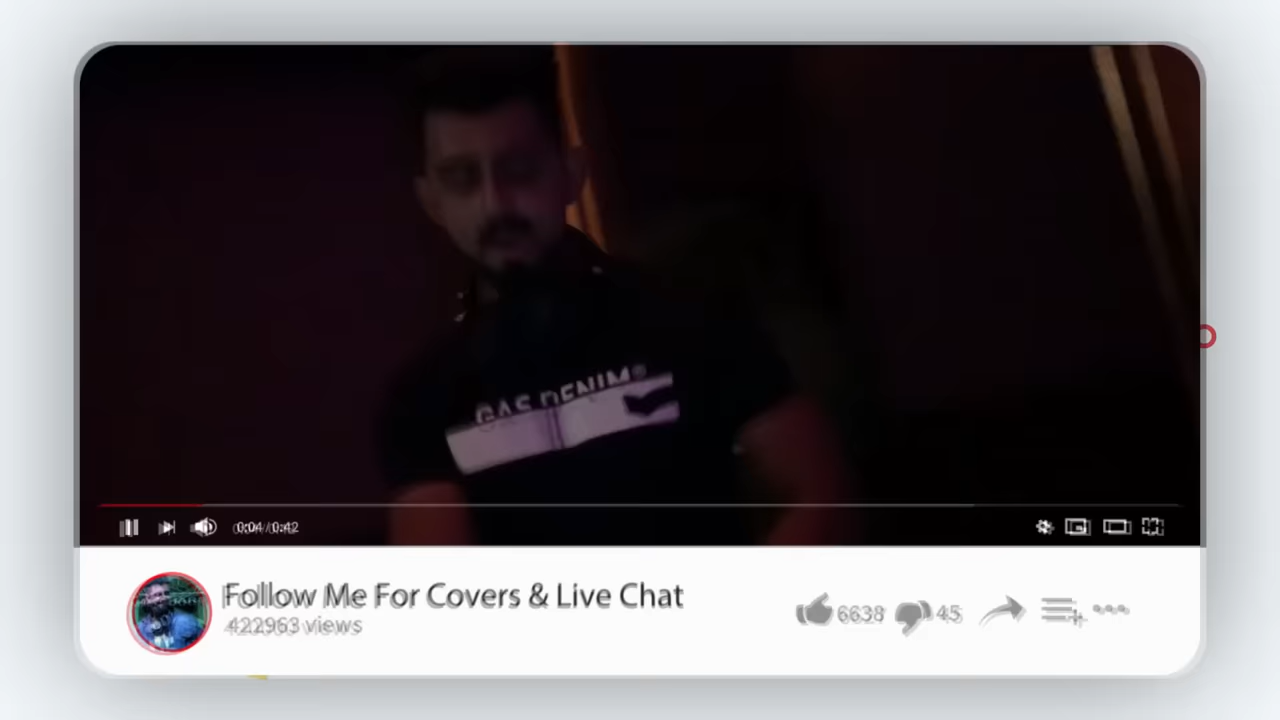 GAS DENIM®
0:04 / 0:42
Follow Me For Covers & Live Chat
422963 views
6638
45